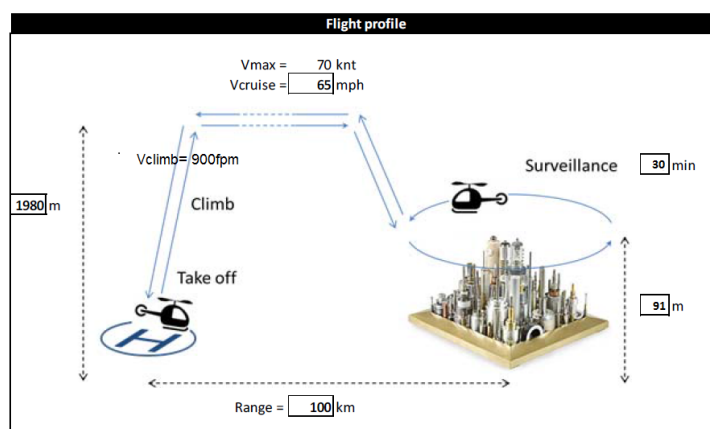 Flight profile
Vmax = 70 knt
Vcruise = 65 mph
Vclimb= 900fpm
Surveillance 30 min
1980 m
Climb
Take off
91 m
Range = 100 km
H